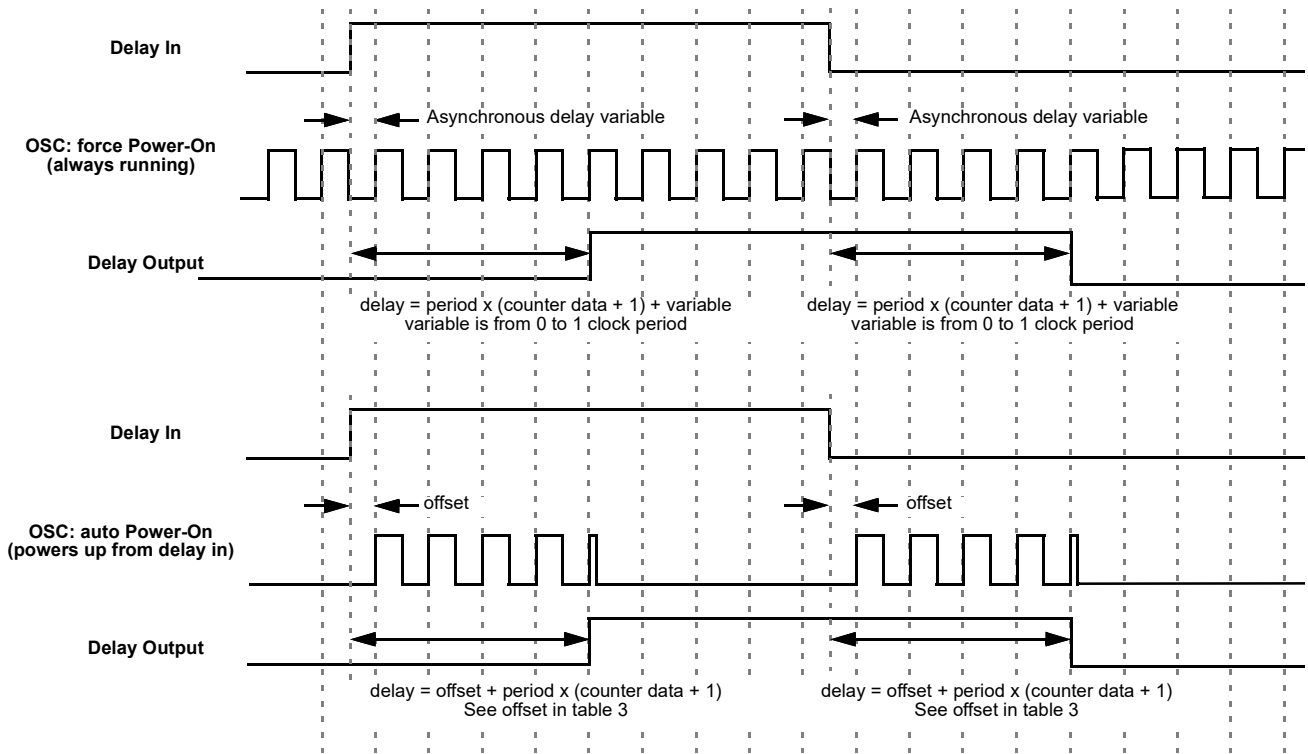 Delay In
Asynchronous delay variable
Asynchronous delay variable
OSC: force Power-On
(always running)
Delay Output
delay = period x (counter data + 1) + variable
variable is from 0 to 1 clock period
delay = period x (counter data + 1) + variable
variable is from 0 to 1 clock period
Delay In
offset
offset
OSC: auto Power-On
(powers up from delay in)
Delay Output
delay = offset + period x (counter data + 1)
See offset in table 3
delay = offset + period x (counter data + 1)
See offset in table 3